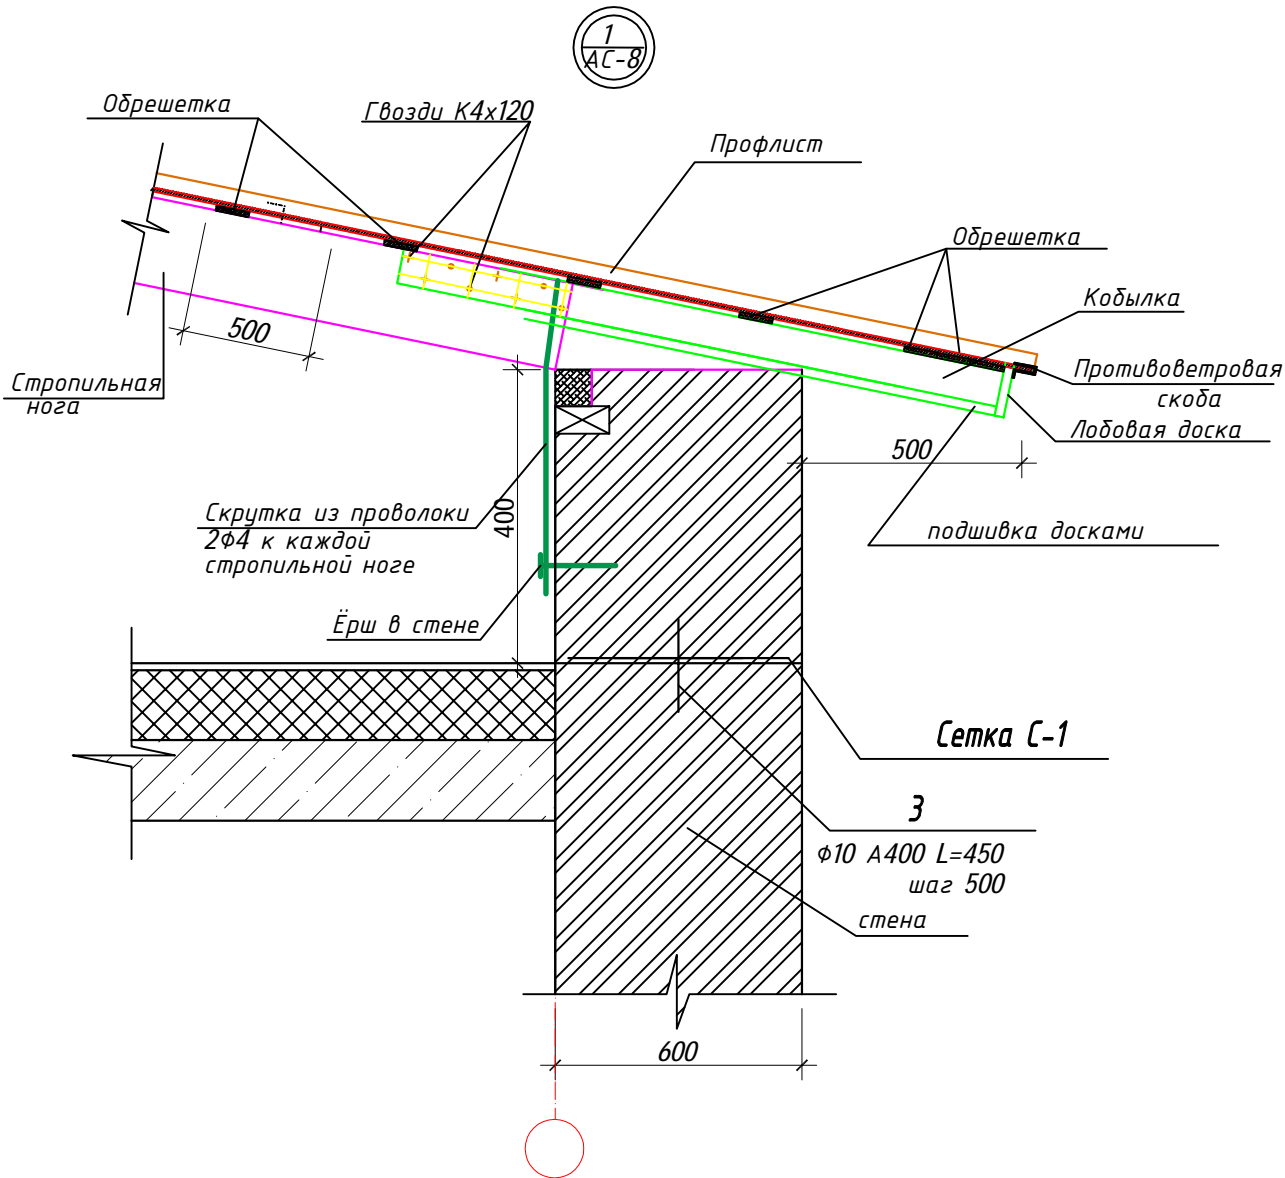 1
АС-8
Обрешетка
Гвозди К4х120
Профлист
Обрешетка
Кобылка
500
Стропильная
нога
Противоветровая
скоба
Лобовая доска
500
400
Скрутка из проволоки
2ф4 к каждой
стропильной ноге
подшивка досками
Ёрш в стене
Сетка С-1
3
ф10 А400 L=450
шаг 500
стена
600